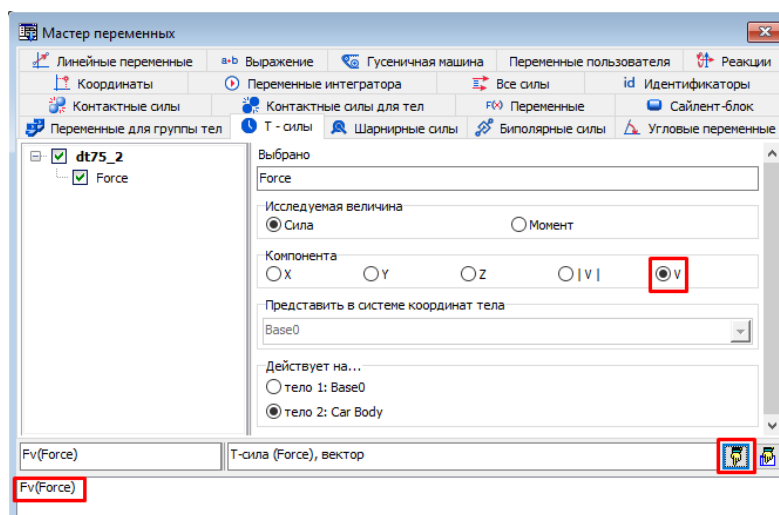 Мастер переменных
Линейные переменные a+b Выражение Гусеничная машина Переменные пользователя Реакции
Координаты Переменные интегратора Все силы id Идентификаторы
Контактные силы Контактные силы для тел F(x) Переменные Сайлент-блок
Переменные для группы тел Т - силы Шарнирные силы Биполярные силы Угловые переменные
dt75_2
Force
Выбрано
Force
Исследуемая величина
Сила Момент
Компонента
X Y Z | V | V
Представить в системе координат тела
Base0
Действует на...
тело 1: Base0
тело 2: Car Body
Fv(Force) Т-сила (Force), вектор
Fv(Force)